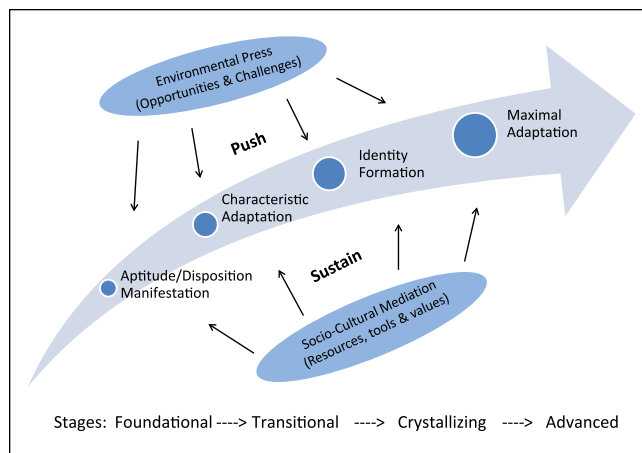 Environmental Press
(Opportunities & Challenges)
Push
Maximal
Adaptation
Identity
Formation
Characteristic
Adaptation
Aptitude/Disposition
Manifestation
Sustain
Socio-Cultural Mediation
(Resources, tools & values)
Stages: Foundational ----> Transitional ----> Crystallizing ----> Advanced